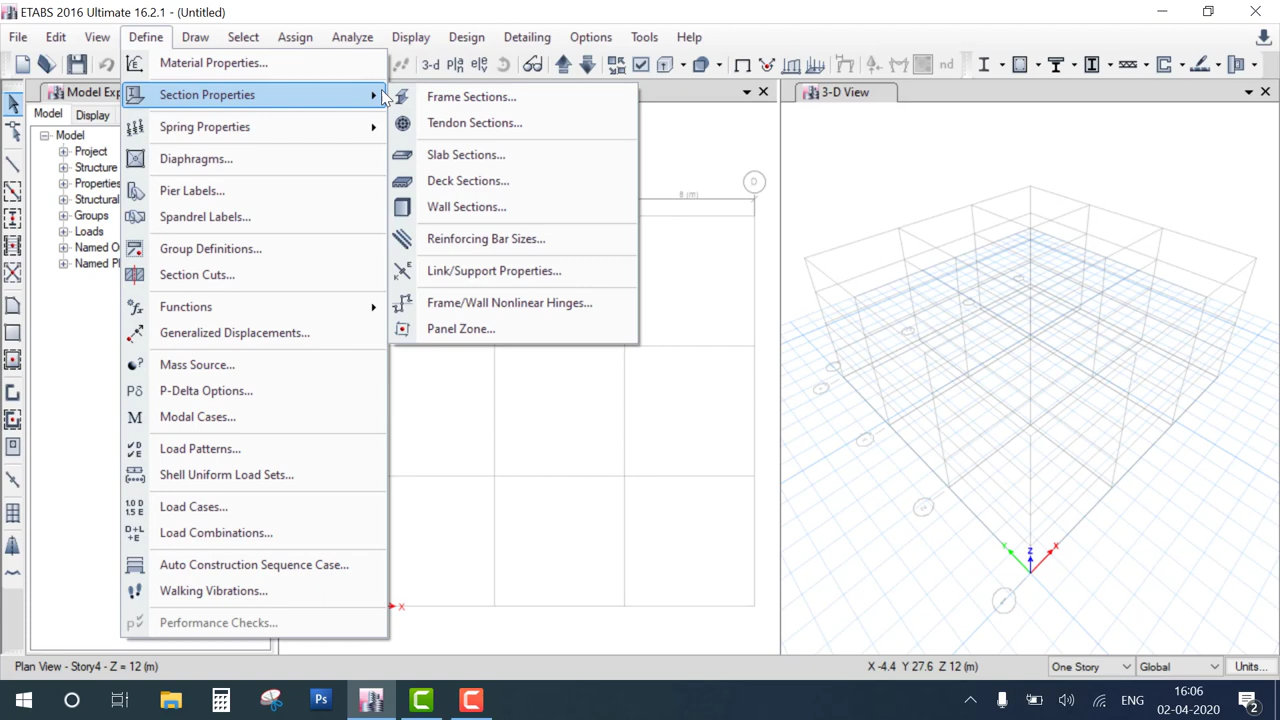 ETABS 2016 Ultimate 16.2.1 - (Untitled)
File Edit View Define Draw Select Assign Analyze Display Design Detailing Options Tools Help
3-d nd
Model Exp
3-D View
Model Display
Model
Project
Structure
Properties
Structural
Groups
Loads
Named O
Named Pl
Material Properties...
Section Properties
Spring Properties
Diaphragms...
Pier Labels...
Spandrel Labels...
Group Definitions...
Section Cuts...
Functions
Generalized Displacements...
Mass Source...
P-Delta Options...
Modal Cases...
Load Patterns...
Shell Uniform Load Sets...
Load Cases...
Load Combinations...
Auto Construction Sequence Case...
Walking Vibrations...
Performance Checks...
Frame Sections...
Tendon Sections...
Slab Sections...
Deck Sections...
Wall Sections...
Reinforcing Bar Sizes...
Link/Support Properties...
Frame/Wall Nonlinear Hinges...
Panel Zone...
8 (m)
D
X
Y Z X
Plan View - Story4 - Z = 12 (m)
X -4.4 Y 27.6 Z 12 (m)
One Story Global Units...
Ps
ENG
16:06
02-04-2020
2